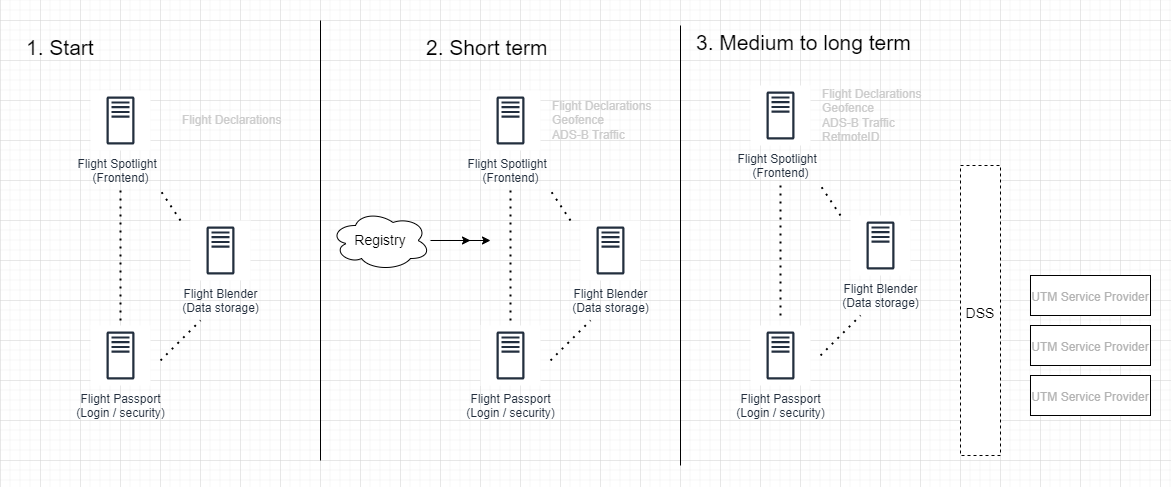 1. Start
Flight Declarations
Flight Spotlight
(Frontend)
Flight Blender
(Data storage)
Flight Passport
(Login / security)
2. Short term
Flight Declarations
Geofence
ADS-B Traffic
Flight Spotlight
(Frontend)
Registry
Flight Blender
(Data storage)
Flight Passport
(Login / security)
3. Medium to long term
Flight Declarations
Geofence
ADS-B Traffic
RetmoteID
Flight Spotlight
(Frontend)
Flight Blender
(Data storage)
Flight Passport
(Login / security)
DSS
UTM Service Provider
UTM Service Provider
UTM Service Provider